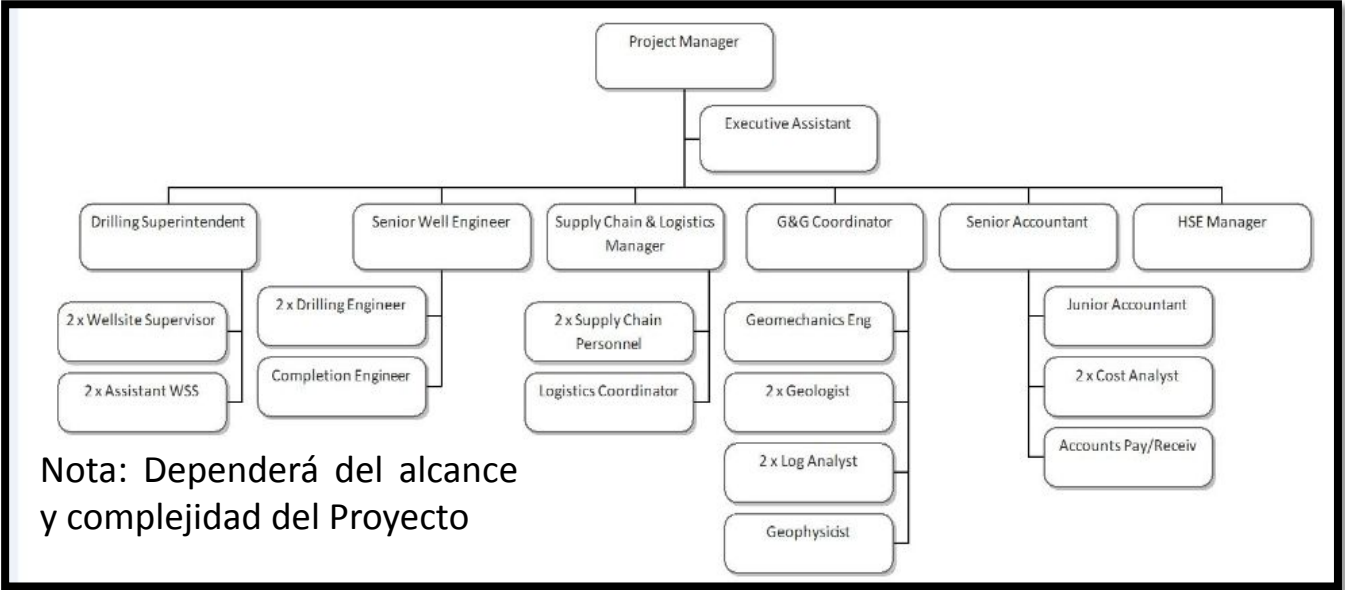 Project Manager
Executive Assistant
Drilling Superintendent
Senior Well Engineer
Supply Chain & Logistics
Manager
G&G Coordinator
Senior Accountant
HSE Manager
2 x Wellsite Supervisor
2 x Assistant WSS
2 x Drilling Engineer
Completion Engineer
2 x Supply Chain
Personnel
Logistics Coordinator
Geomechanics Eng
2 x Geologist
2 x Log Analyst
Geophysicist
Junior Accountant
2 x Cost Analyst
Accounts Pay/Receiv
Nota: Dependerá del alcance
y complejidad del Proyecto